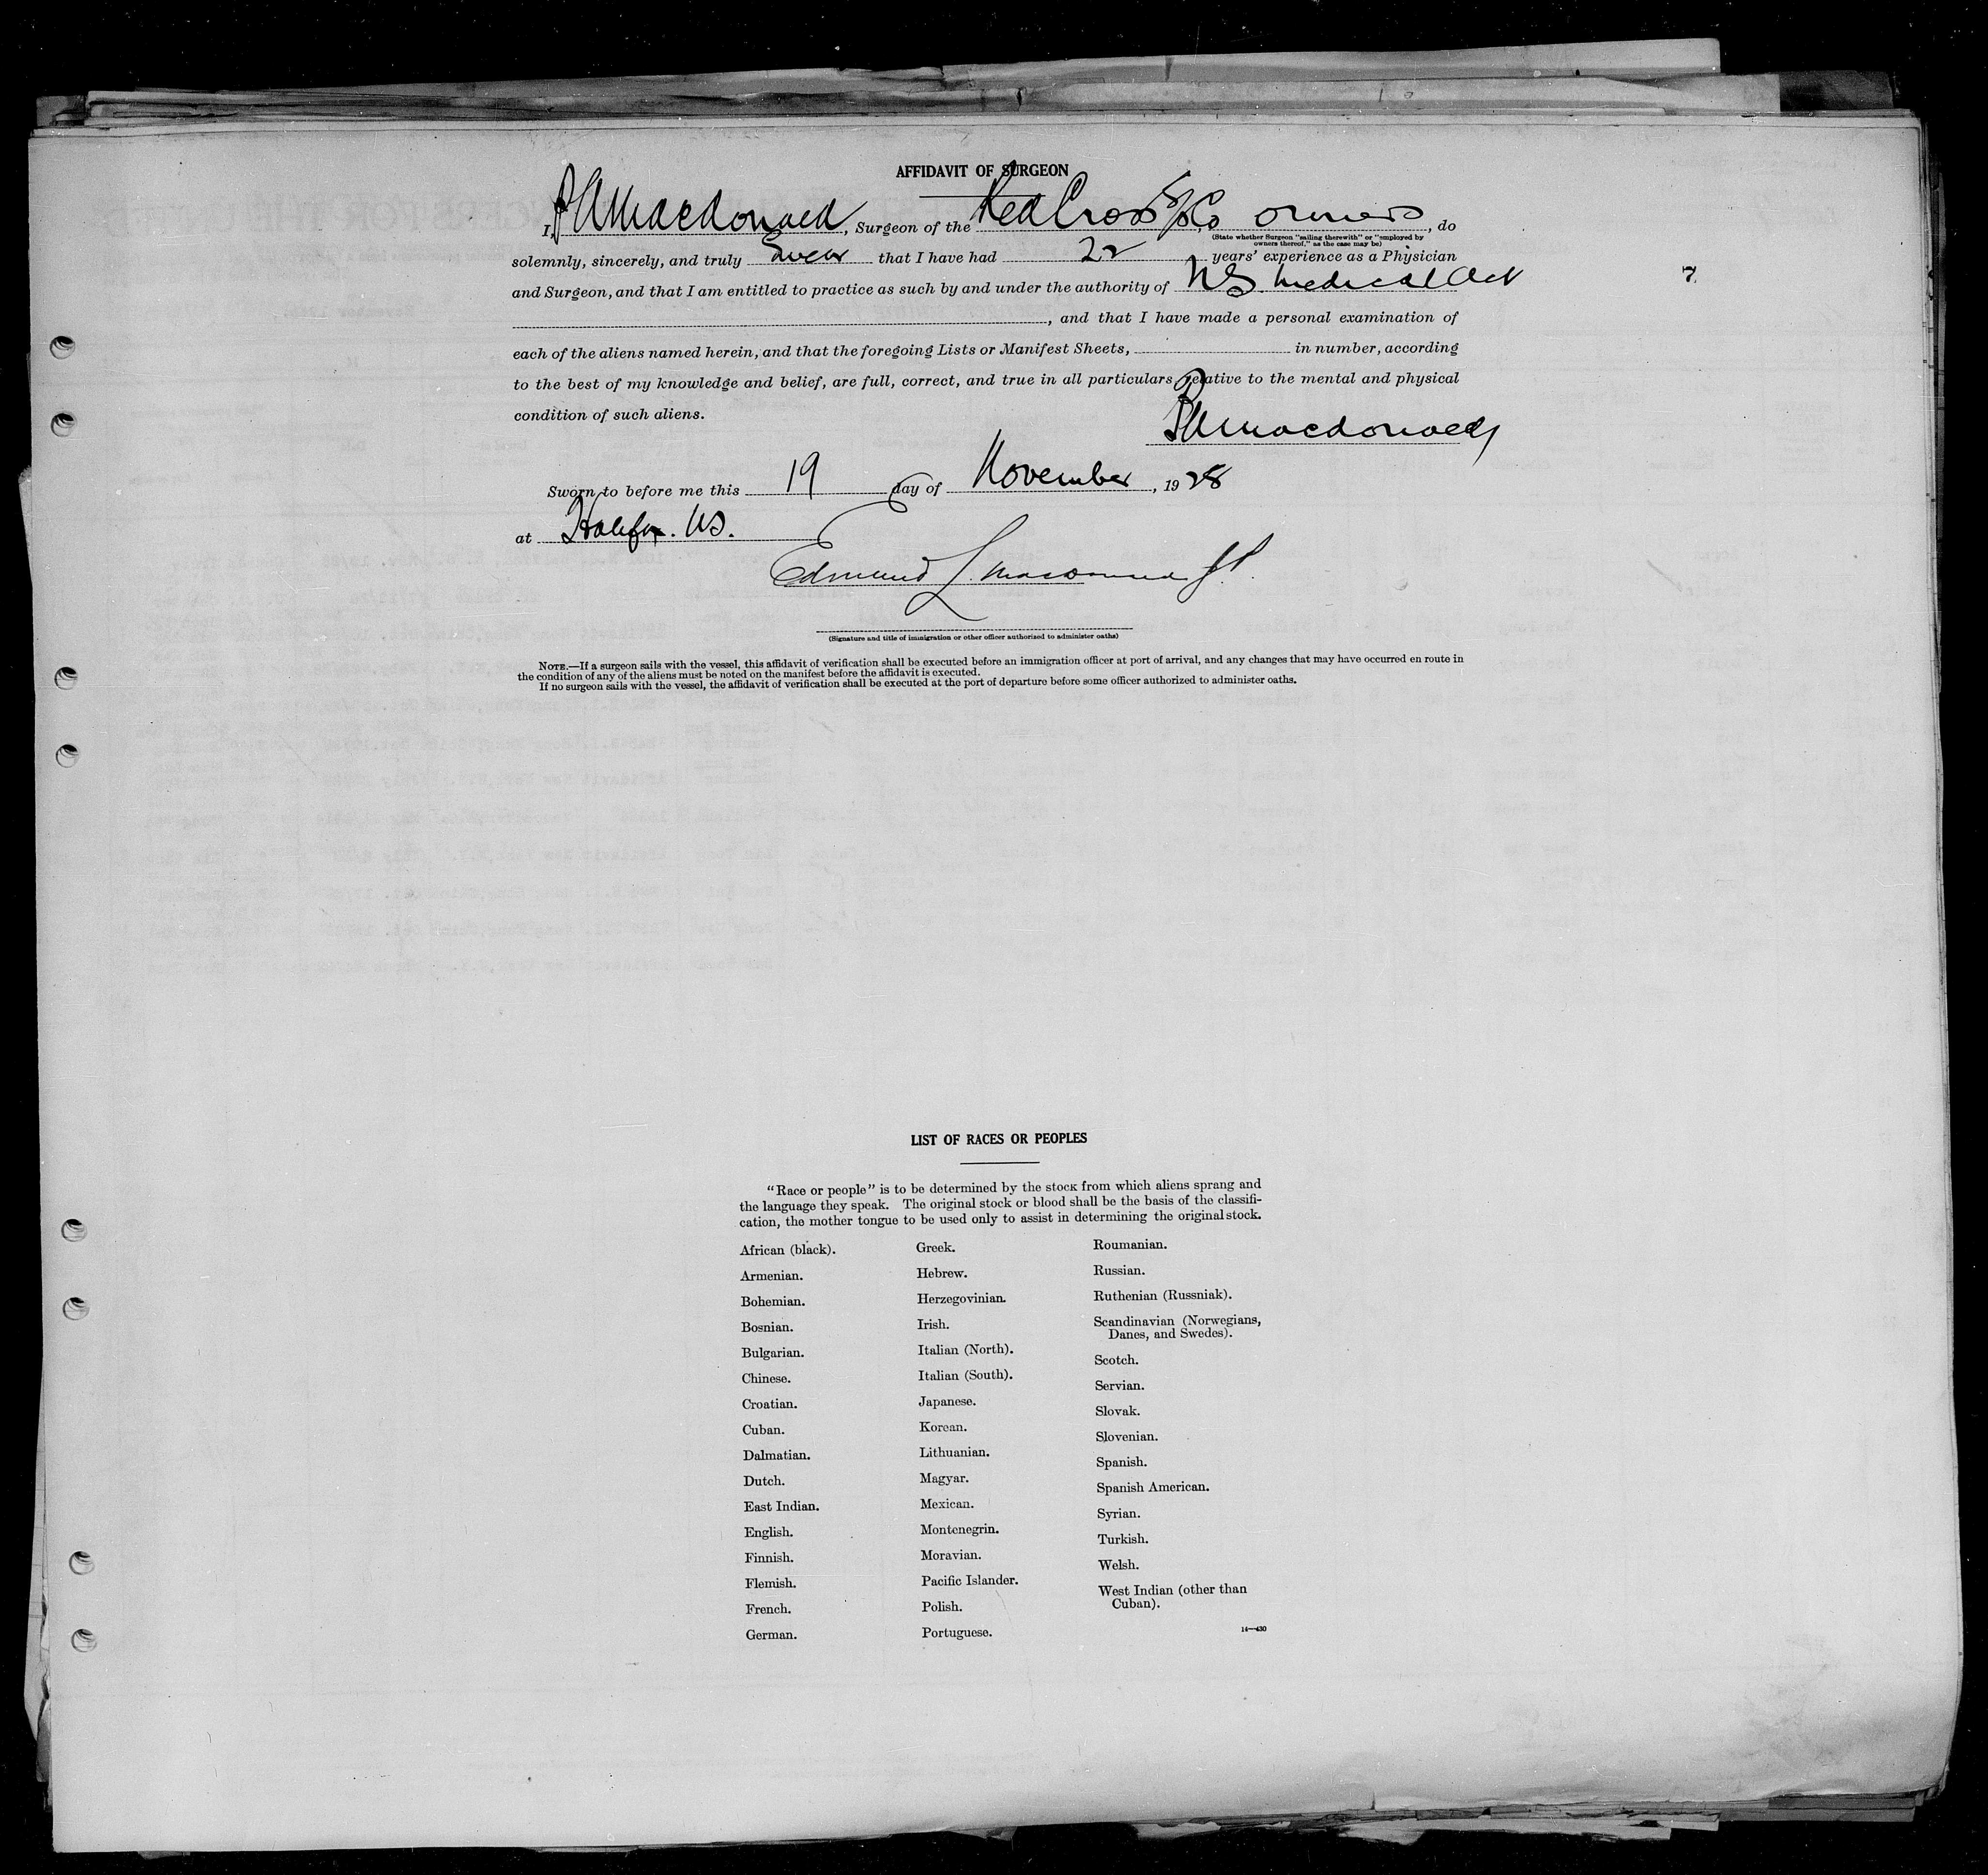 AFFIDAVIT OF SURGEON
I, P A Macdonald, Surgeon of the Red Cross S/S Co owners, do
(State whether Surgeon "sailing therewith" or "employed by
owners thereof," as the case may be)
solemnly, sincerely, and truly swear that I have had 22 years' experience as a Physician
and Surgeon, and that I am entitled to practice as such by and under the authority of N S Medical Act
7.
, and that I have made a personal examination of
each of the aliens named herein, and that the foregoing Lists or Manifest Sheets, in number, according
to the best of my knowledge and belief, are full, correct, and true in all particulars relative to the mental and physical
condition of such aliens.
P A Macdonald
Sworn to before me this 19 day of November, 1928
at Halifax. NS.
Edmund L. Macdonald J.P.
(Signature and title of immigration or other officer authorized to administer oaths)
NOTE.—If a surgeon sails with the vessel, this affidavit of verification shall be executed before an immigration officer at port of arrival, and any changes that may have occurred en route in
the condition of any of the aliens must be noted on the manifest before the affidavit is executed.
If no surgeon sails with the vessel, the affidavit of verification shall be executed at the port of departure before some officer authorized to administer oaths.
LIST OF RACES OR PEOPLES
"Race or people" is to be determined by the stock from which aliens sprang and
the language they speak. The original stock or blood shall be the basis of the classifi-
cation, the mother tongue to be used only to assist in determining the original stock.
African (black).
Armenian.
Bohemian.
Bosnian.
Bulgarian.
Chinese.
Croatian.
Cuban.
Dalmatian.
Dutch.
East Indian.
English.
Finnish.
Flemish.
French.
German.
Greek.
Hebrew.
Herzegovinian.
Irish.
Italian (North).
Italian (South).
Japanese.
Korean.
Lithuanian.
Magyar.
Mexican.
Montenegrin.
Moravian.
Pacific Islander.
Polish.
Portuguese.
Roumanian.
Russian.
Ruthenian (Russniak).
Scandinavian (Norwegians,
Danes, and Swedes).
Scotch.
Servian.
Slovak.
Slovenian.
Spanish.
Spanish American.
Syrian.
Turkish.
Welsh.
West Indian (other than
Cuban).
14—430